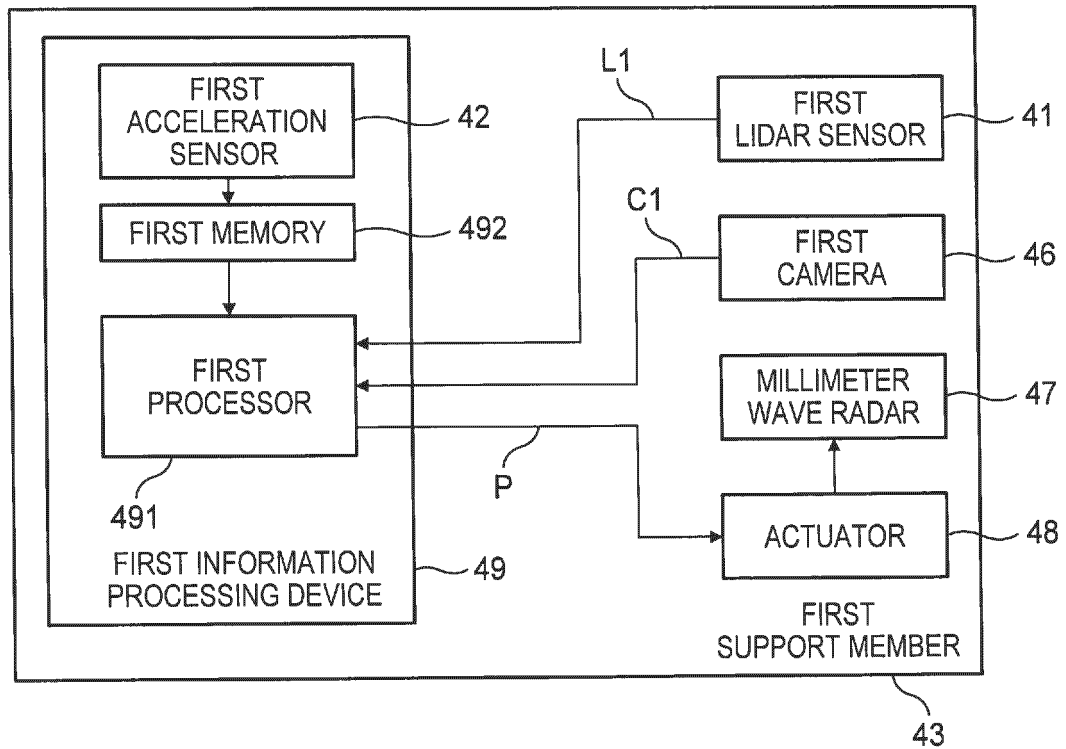 FIRST
ACCELERATION
SENSOR
42
FIRST MEMORY
492
FIRST
PROCESSOR
491
FIRST INFORMATION
PROCESSING DEVICE
49
L1
FIRST
LIDAR SENSOR
41
C1
FIRST
CAMERA
46
MILLIMETER
WAVE RADAR
47
P
ACTUATOR
48
FIRST
SUPPORT MEMBER
43